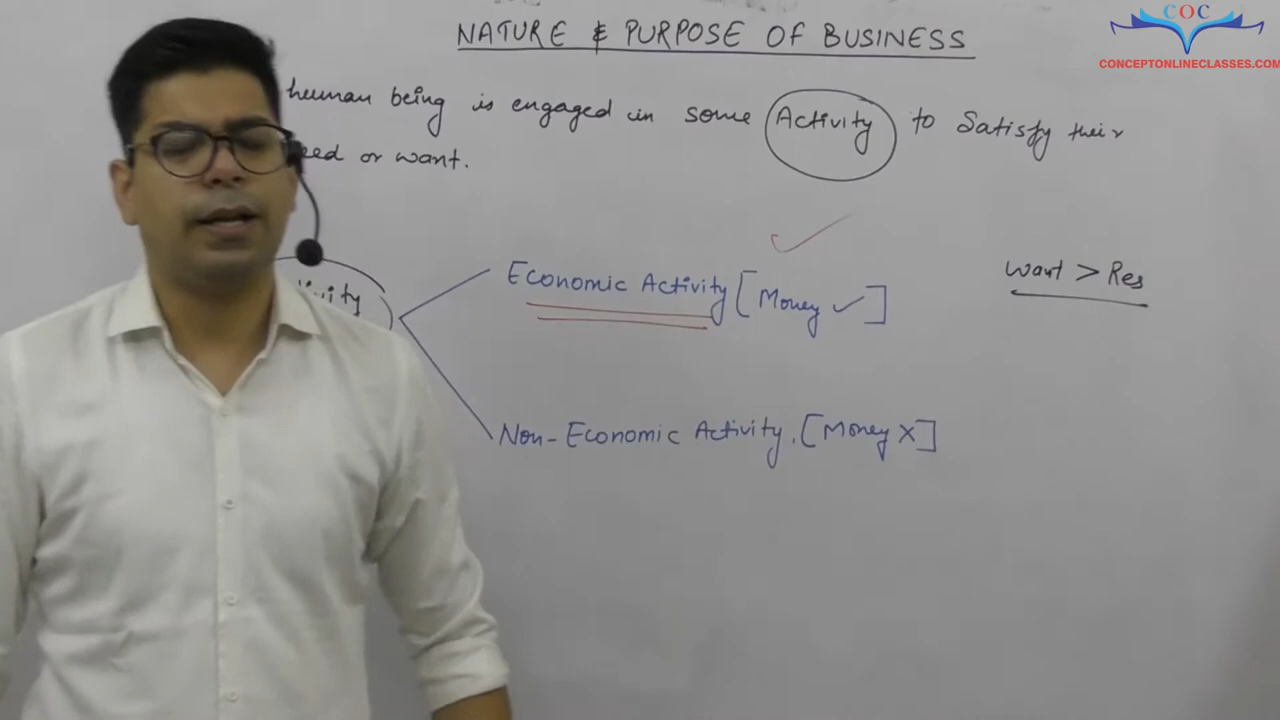 COC
CONCEPTONLINECLASSES.COM
NATURE & PURPOSE OF BUSINESS
human being is engaged in some Activity to Satisfy their
eed or want.
Economic Activity [Money ✓]
want > Res
Non-Economic Activity. [Money X]